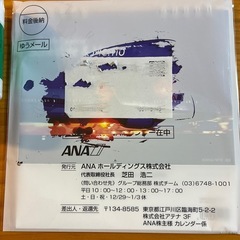 料金後納
ゆうメール
在中
ANA
発行元 ANAホールディングス株式会社
代表取締役社長 芝田 浩二
(問い合わせ先) グループ総務部 株式チーム (03)6748-1001
平日 10:00~12:00・13:00~17:00
土・日・祝日・12/29~1/3休
差出人・返還先 〒134-8585 東京都江戸川区臨海町5-2-2
株式会社アテナ 3F
ANA株主様 カレンダー係